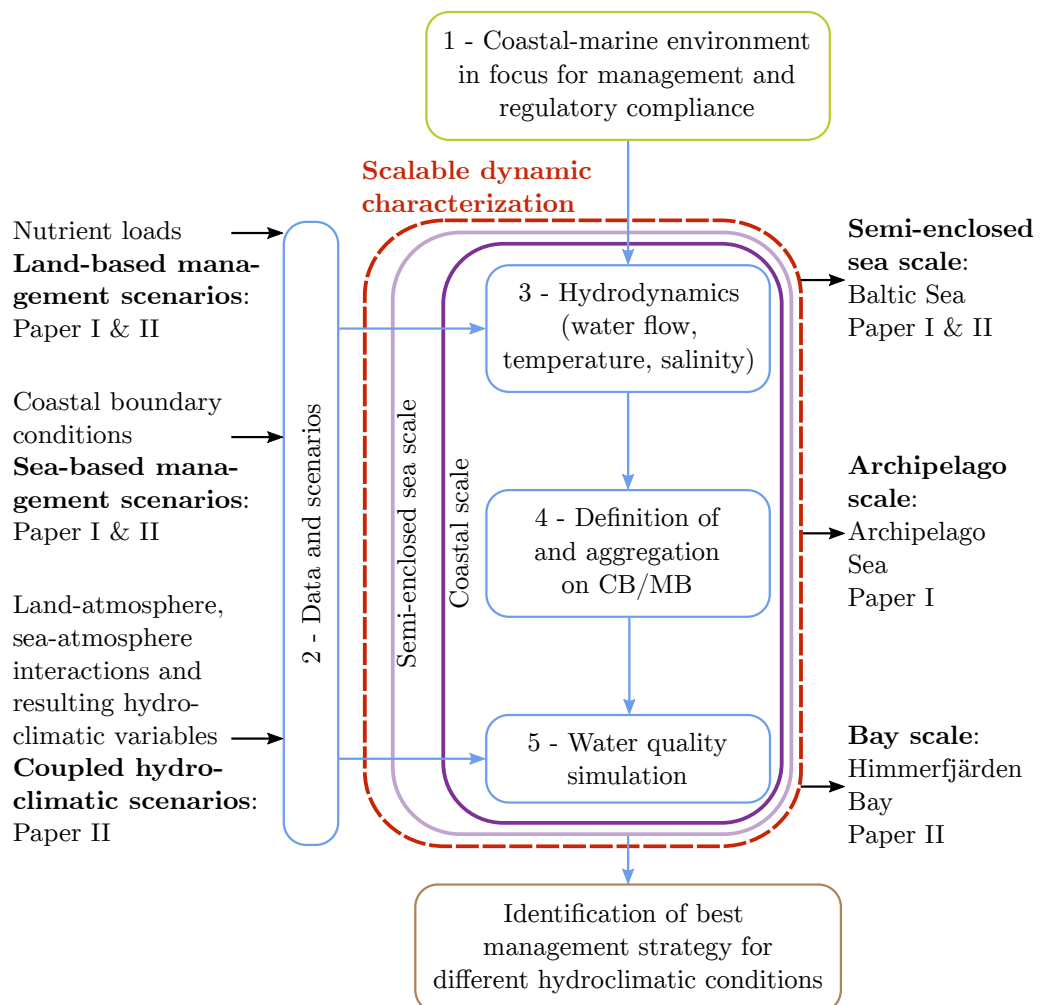 1 - Coastal-marine environment
in focus for management and
regulatory compliance
Scalable dynamic
characterization
Nutrient loads
Land-based mana-
gement scenarios:
Paper I & II
Coastal boundary
conditions
Sea-based mana-
gement scenarios:
Paper I & II
Land-atmosphere,
sea-atmosphere
interactions and
resulting hydro-
climatic variables
Coupled hydro-
climatic scenarios:
Paper II
2 - Data and scenarios
Semi-enclosed sea scale
Coastal scale
3 - Hydrodynamics
(water flow,
temperature, salinity)
4 - Definition of
and aggregation
on CB/MB
5 - Water quality
simulation
Semi-enclosed
sea scale:
Baltic Sea
Paper I & II
Archipelago
scale:
Archipelago
Sea
Paper I
Bay scale:
Himmerfjärden
Bay
Paper II
Identification of best
management strategy for
different hydroclimatic conditions